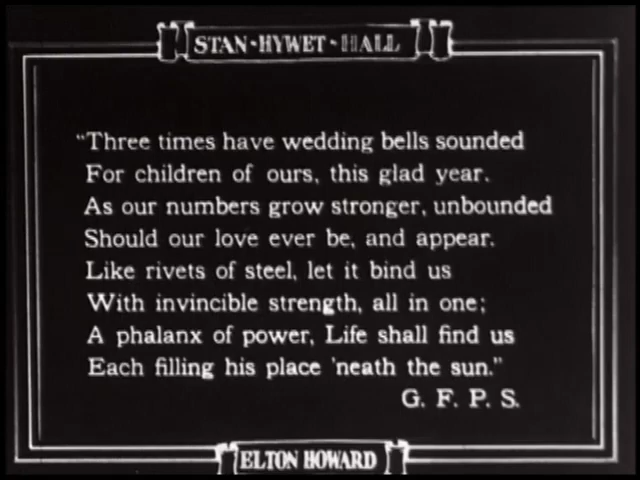 STAN-HYWET-HALL
"Three times have wedding bells sounded
For children of ours, this glad year.
As our numbers grow stronger, unbounded
Should our love ever be, and appear.
Like rivets of steel, let it bind us
With invincible strength, all in one;
A phalanx of power, Life shall find us
Each filling his place 'neath the sun."
G. F. P. S.
ELTON HOWARD